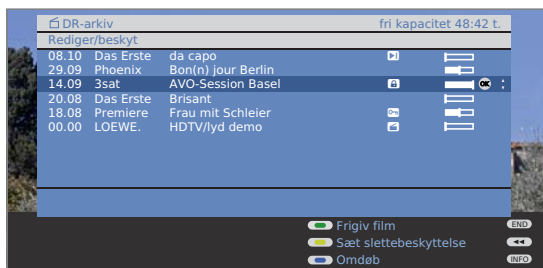 DR-arkiv fri kapacitet 48:42 t.
Rediger/beskyt
08.10 Das Erste da capo
29.09 Phoenix Bon(n) jour Berlin
14.09 3sat AVO-Session Basel OK
20.08 Das Erste Brisant
18.08 Premiere Frau mit Schleier
00.00 LOEWE. HDTV/lyd demo
Frigiv film END
Sæt slettebeskyttelse
Omdøb INFO